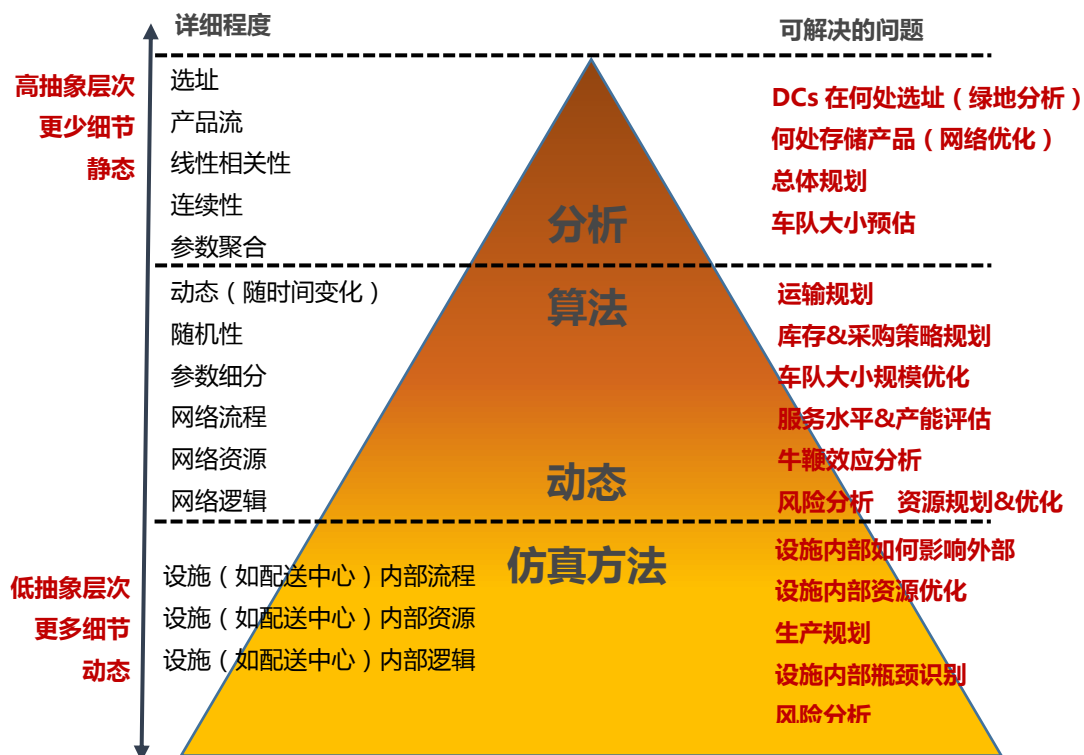 详细程度
可解决的问题
高抽象层次
更少细节
静态
选址
产品流
线性相关性
连续性
参数聚合
分析
DCs 在何处选址（绿地分析）
何处存储产品（网络优化）
总体规划
车队大小预估
动态（随时间变化）
随机性
参数细分
网络流程
网络资源
网络逻辑
算法
动态
运输规划
库存&采购策略规划
车队大小规模优化
服务水平&产能评估
牛鞭效应分析
风险分析 资源规划&优化
低抽象层次
更多细节
动态
设施（如配送中心）内部流程
设施（如配送中心）内部资源
设施（如配送中心）内部逻辑
仿真方法
设施内部如何影响外部
设施内部资源优化
生产规划
设施内部瓶颈识别
风险分析